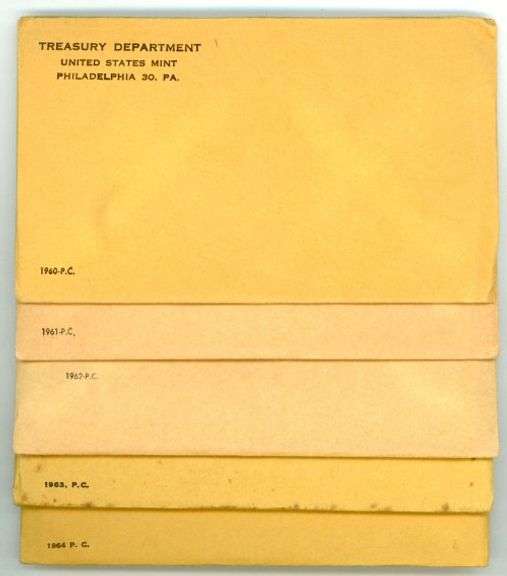 TREASURY DEPARTMENT
UNITED STATES MINT
PHILADELPHIA 30, PA.
1960-P.C.
1961-P.C.
1962-P.C.
1963, P.C.
1964 P. C.